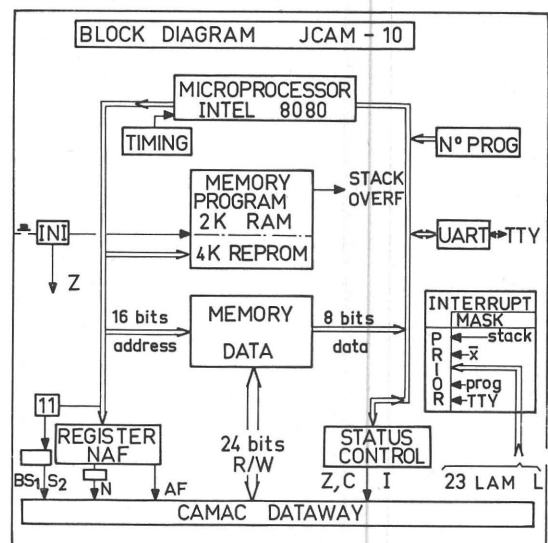 BLOCK DIAGRAM JCAM - 10
MICROPROCESSOR
INTEL 8080
TIMING
N° PROG
MEMORY
PROGRAM
2K RAM
4K REPROM
STACK
OVERF
INI
Z
UART
TTY
16 bits
address
MEMORY
DATA
8 bits
data
INTERRUPT
MASK
PRIOR
stack
x̄
prog
TTY
11
REGISTER
NAF
24 bits
R/W
STATUS
CONTROL
BS1 S2
N
AF
Z,C I
23 LAM L
CAMAC DATAWAY